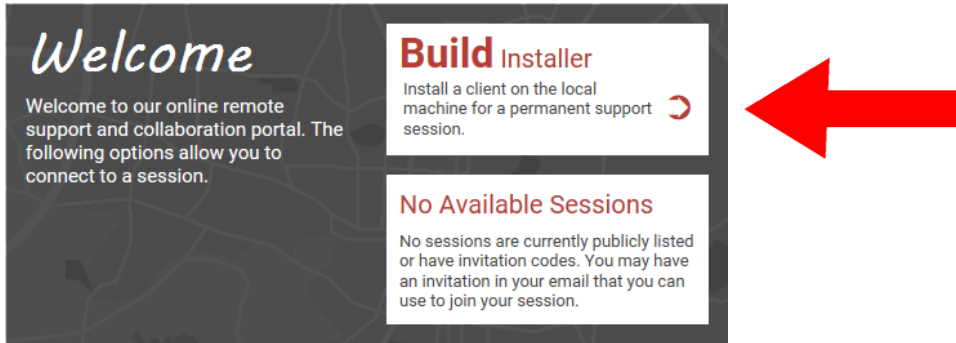 Welcome
Welcome to our online remote
support and collaboration portal. The
following options allow you to
connect to a session.
Build Installer
Install a client on the local
machine for a permanent support
session.
No Available Sessions
No sessions are currently publicly listed
or have invitation codes. You may have
an invitation in your email that you can
use to join your session.